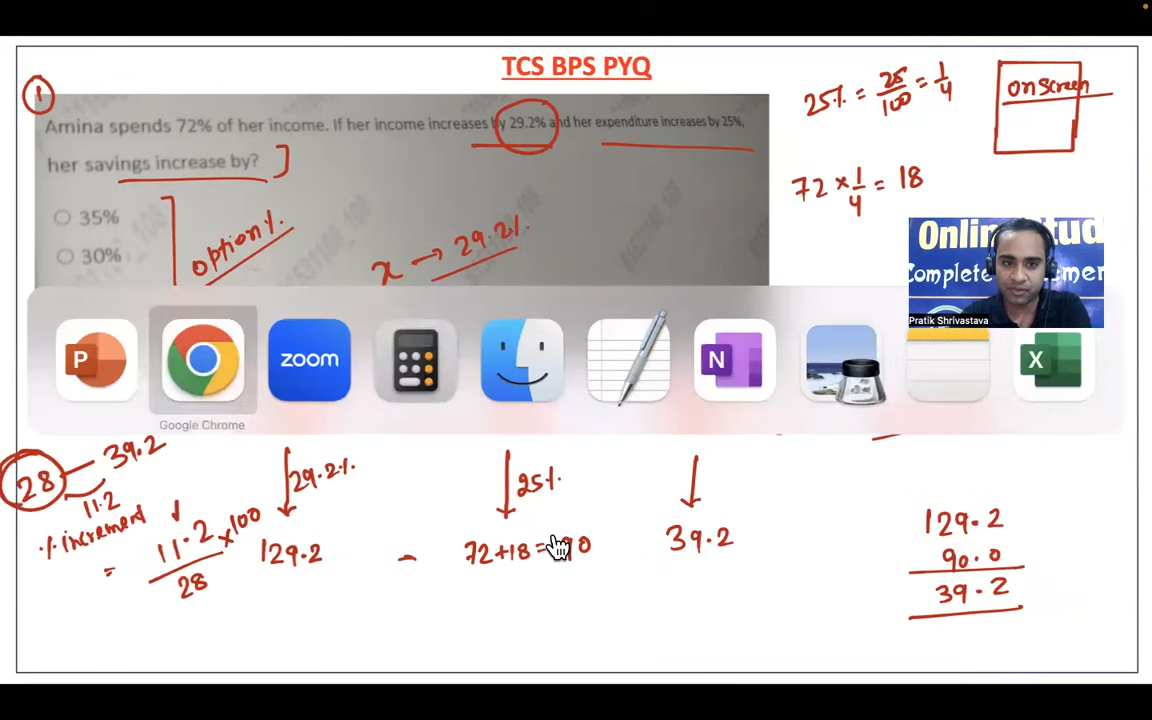 TCS BPS PYQ
1
Amina spends 72% of her income. If her income increases by 29.2% and her expenditure increases by 25%,
her savings increase by?
35%
30%
option%
x → 29.2%
25% = 25/100 = 1/4
72 × 1/4 = 18
onscreen
Complete
Pratik Shrivastava
zoom
Google Chrome
28
39.2
11.2
% increment
= 11.2/28 × 100
29.2%
129.2
-
25%
72+18=90
39.2
129.2
90.0
39.2